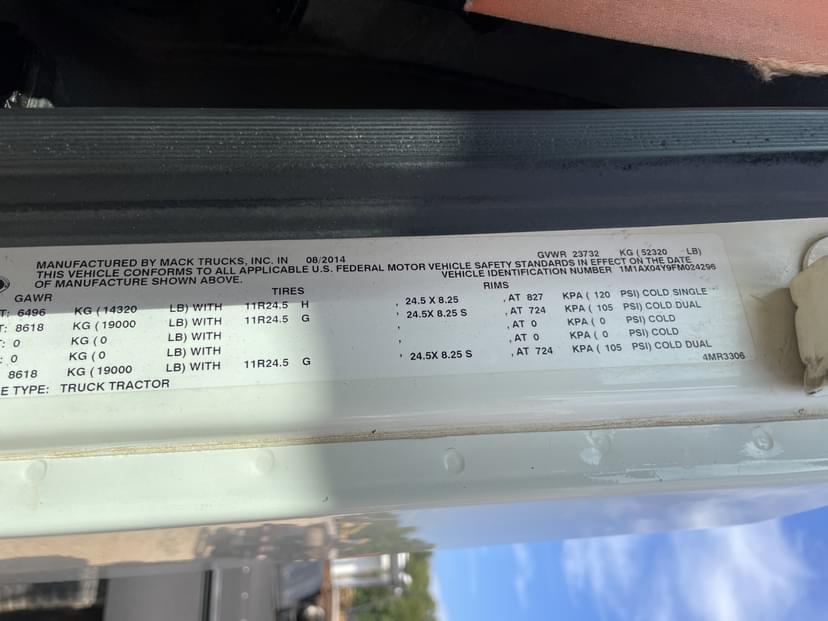 MANUFACTURED BY MACK TRUCKS, INC. IN 08/2014 GVWR 23732 KG (52320 LB)
THIS VEHICLE CONFORMS TO ALL APPLICABLE U.S. FEDERAL MOTOR VEHICLE SAFETY STANDARDS IN EFFECT ON THE DATE
OF MANUFACTURE SHOWN ABOVE. VEHICLE IDENTIFICATION NUMBER 1M1AX04Y9FM024296
GAWR TIRES RIMS
T: 6496 KG (14320 LB) WITH 11R24.5 H , 24.5 X 8.25 , AT 827 KPA ( 120 PSI) COLD SINGLE
T: 8618 KG (19000 LB) WITH 11R24.5 G , 24.5X 8.25 S , AT 724 KPA ( 105 PSI) COLD DUAL
: 0 KG (0 LB) WITH , , AT 0 KPA ( 0 PSI) COLD
: 0 KG (0 LB) WITH , , AT 0 KPA ( 0 PSI) COLD
8618 KG (19000 LB) WITH 11R24.5 G , 24.5X 8.25 S , AT 724 KPA ( 105 PSI) COLD DUAL
E TYPE: TRUCK TRACTOR 4MR3306